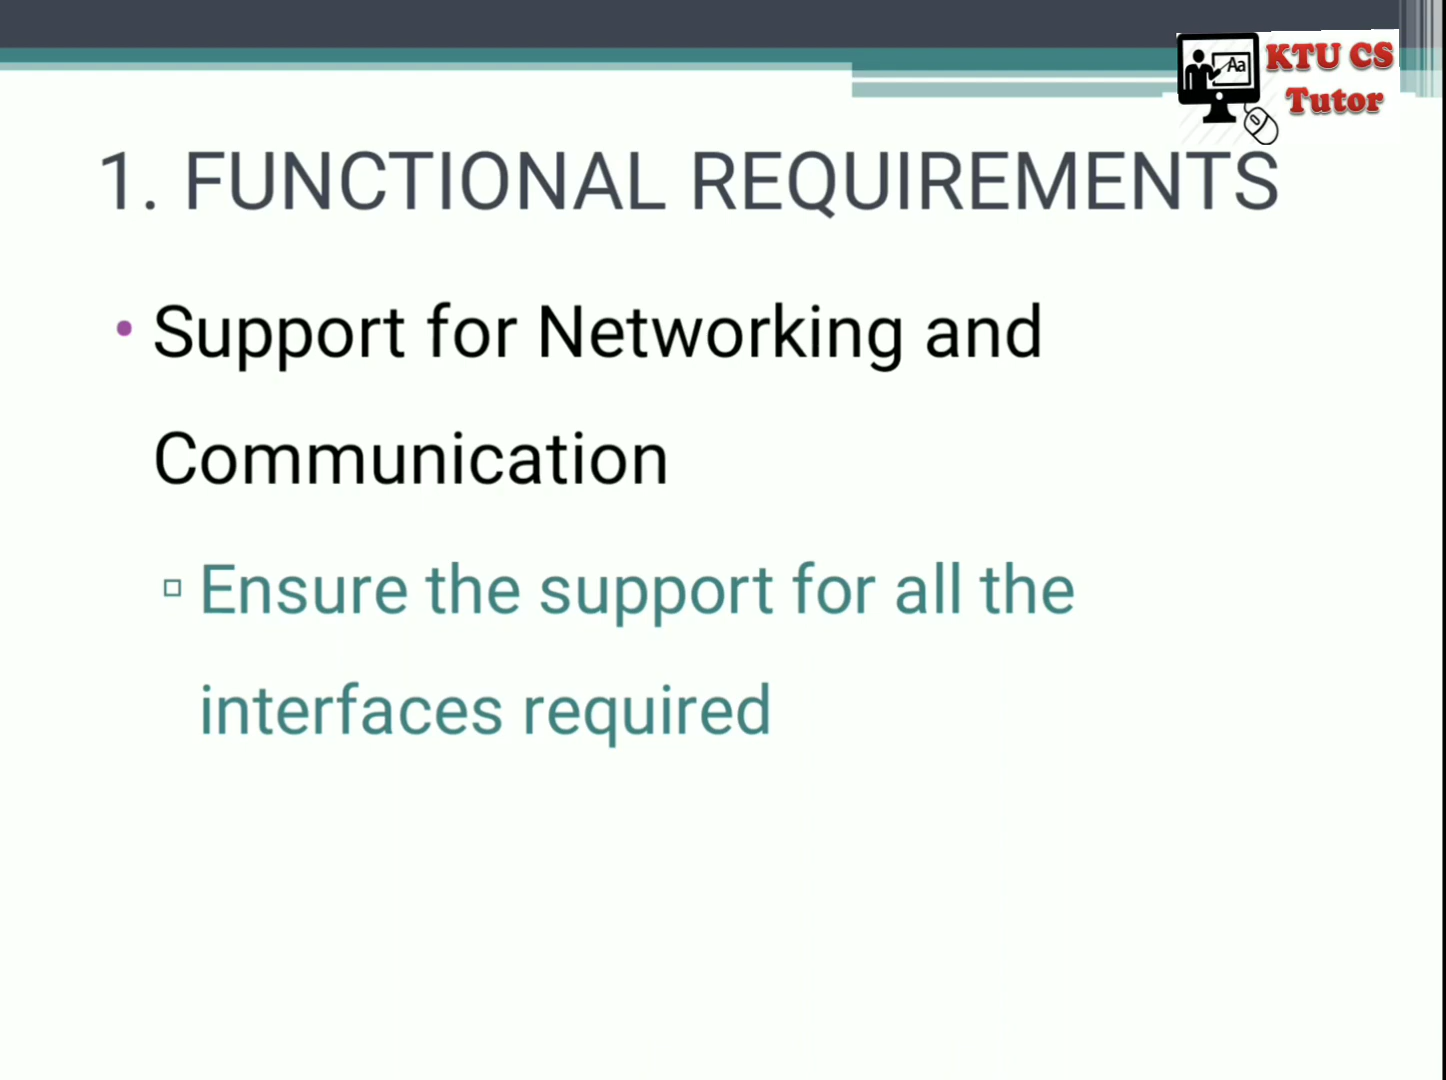 Aa
KTU CS
Tutor
1. FUNCTIONAL REQUIREMENTS
• Support for Networking and
Communication
▫ Ensure the support for all the
interfaces required